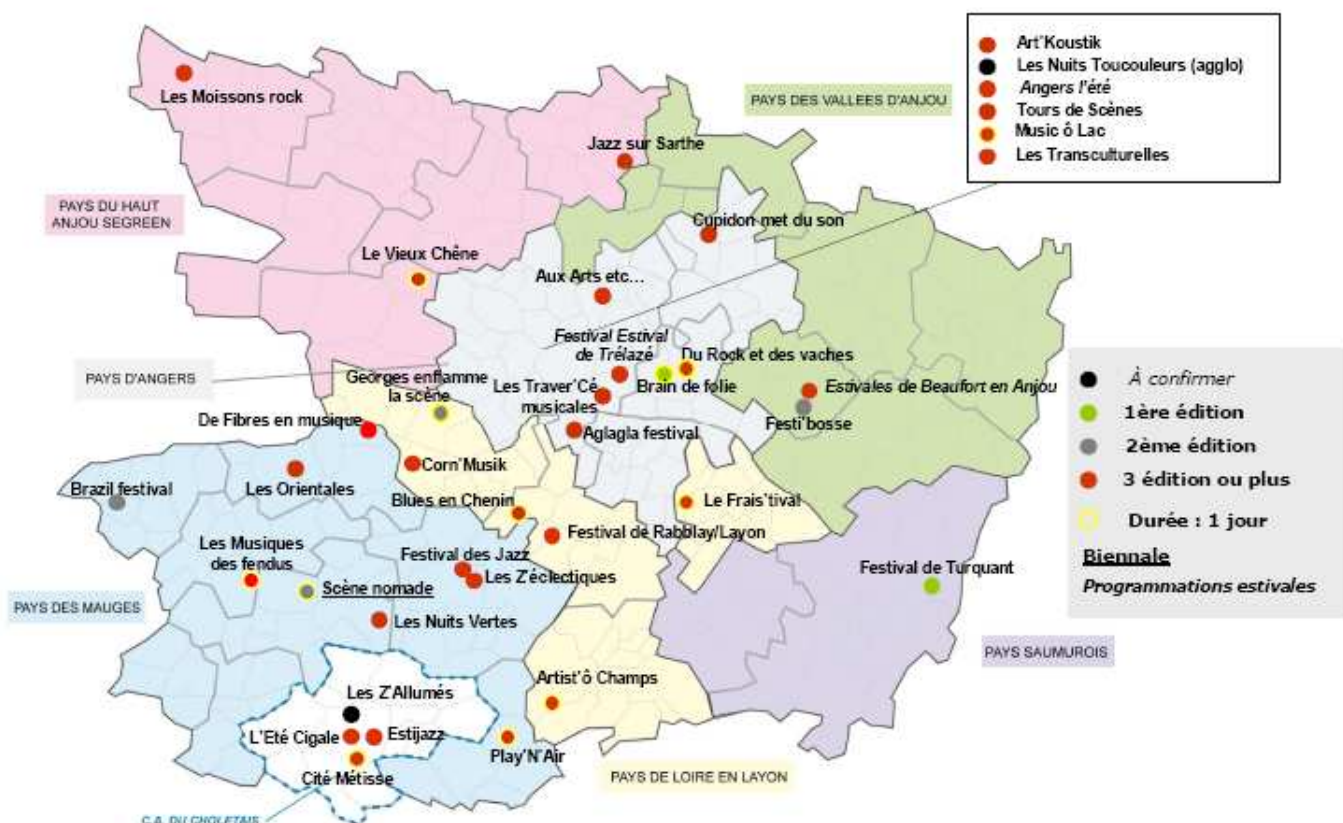 Art'Koustik
Les Nuits Toucouleurs (agglo)
Angers l'été
Tours de Scènes
Music ô Lac
Les Transculturelles
Les Moissons rock
PAYS DES VALLEES D'ANJOU
Jazz sur Sarthe
PAYS DU HAUT
ANJOU SEGREEN
Cupidon met du son
Le Vieux Chêne
Aux Arts etc...
Festival Estival
de Trélazé
Du Rock et des vaches
PAYS D'ANGERS
Georges enflamme
la scène
Les Traver'Cé
musicales
Brain de folie
Estivales de Beaufort en Anjou
Festi'bosse
De Fibres en musique
Aglagla festival
Corn'Musik
Brazil festival
Les Orientales
Blues en Chenin
Le Frais'tival
Festival de Rabblay/Layon
Les Musiques
des fendus
Festival des Jazz
Les Z'éclectiques
Scène nomade
Festival de Turquant
PAYS DES MAUGES
Les Nuits Vertes
PAYS SAUMUROIS
Artist'ô Champs
Les Z'Allumés
L'Eté Cigale
Estijazz
Play'N'Air
Cité Métisse
PAYS DE LOIRE EN LAYON
C.A. DU CHOLETAIS
À confirmer
1ère édition
2ème édition
3 édition ou plus
Durée : 1 jour
Biennale
Programmations estivales